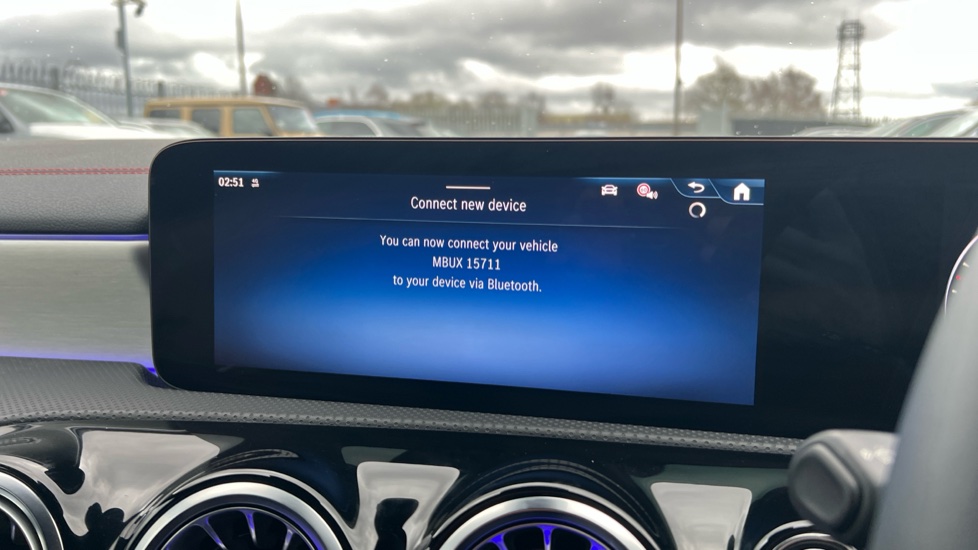 02:51
Connect new device
You can now connect your vehicle
MBUX 15711
to your device via Bluetooth.